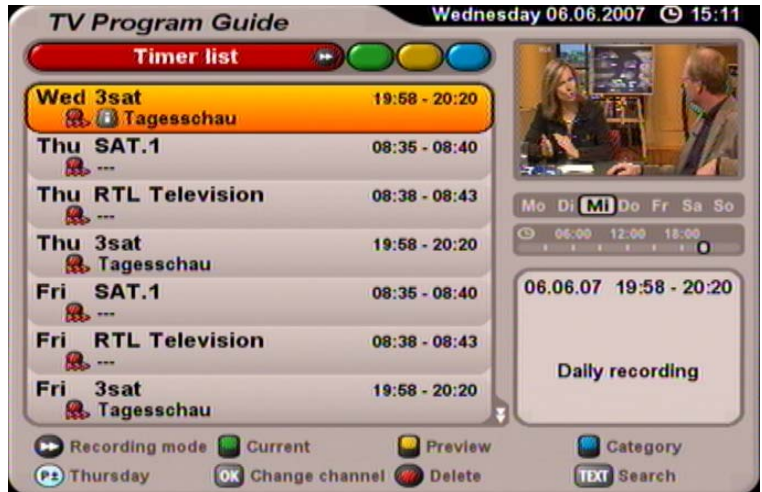 TV Program Guide
Wednesday 06.06.2007 15:11
Timer list
Wed 3sat 19:58 - 20:20
Tagesschau
Thu SAT.1 08:35 - 08:40
---
Thu RTL Television 08:38 - 08:43
---
Thu 3sat 19:58 - 20:20
Tagesschau
Fri SAT.1 08:35 - 08:40
---
Fri RTL Television 08:38 - 08:43
---
Fri 3sat 19:58 - 20:20
Tagesschau
Mo Di Mi Do Fr Sa So
06:00 12:00 18:00
06.06.07 19:58 - 20:20
Daily recording
Recording mode Current Preview Category
P± Thursday OK Change channel Delete TEXT Search